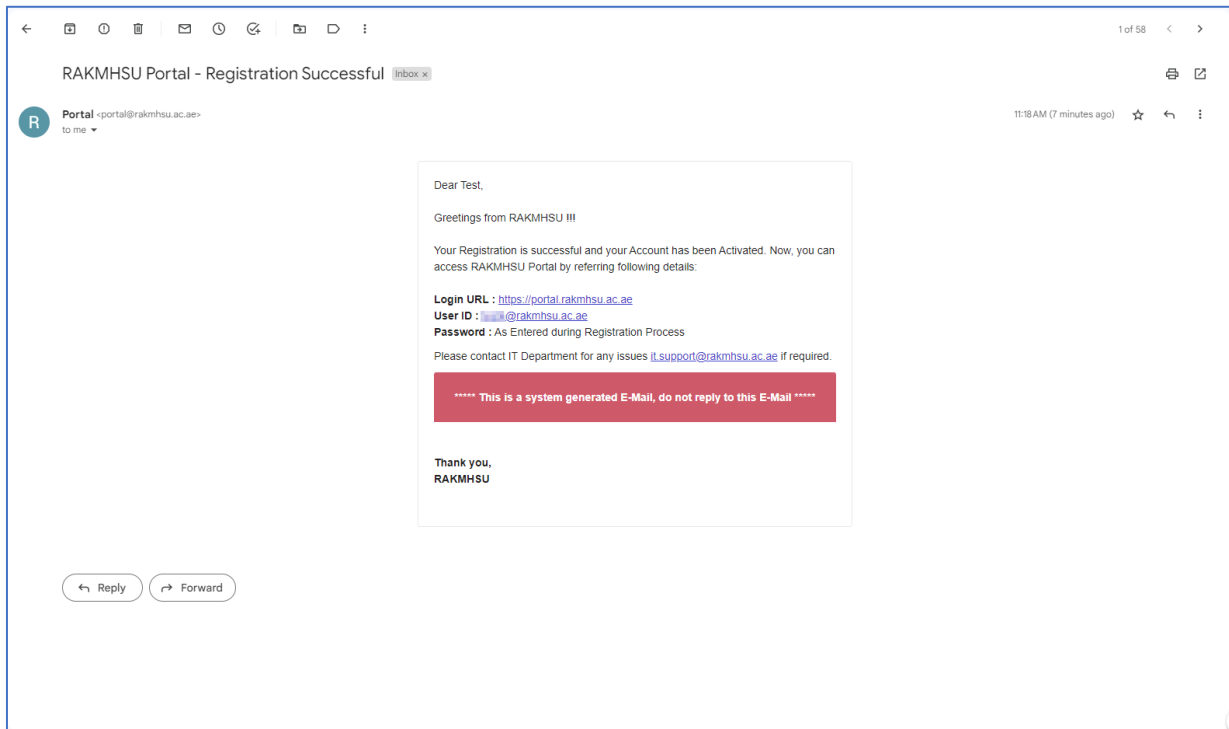 1 of 58
RAKMHSU Portal - Registration Successful Inbox x
Portal <portal@rakmhsu.ac.ae> 11:18 AM (7 minutes ago)
R
to me
Dear Test,
Greetings from RAKMHSU !!!
Your Registration is successful and your Account has been Activated. Now, you can
access RAKMHSU Portal by referring following details:
Login URL : https://portal.rakmhsu.ac.ae
User ID : @rakmhsu.ac.ae
Password : As Entered during Registration Process
Please contact IT Department for any issues it.support@rakmhsu.ac.ae if required.
***** This is a system generated E-Mail, do not reply to this E-Mail *****
Thank you,
RAKMHSU
Reply Forward